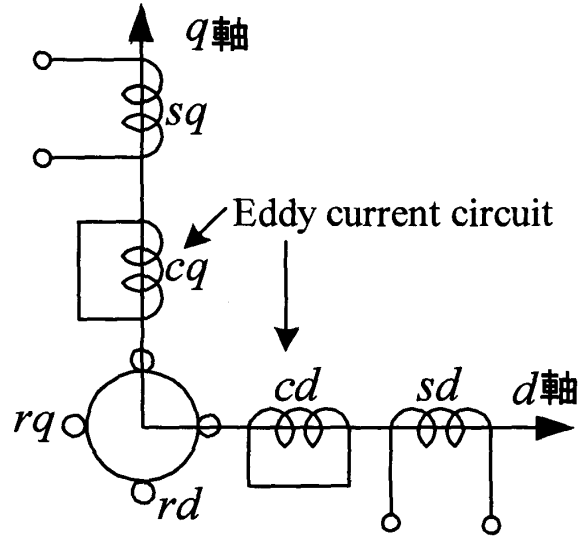 q軸
sq
Eddy current circuit
cq
cd
sd
d軸
rq
rd